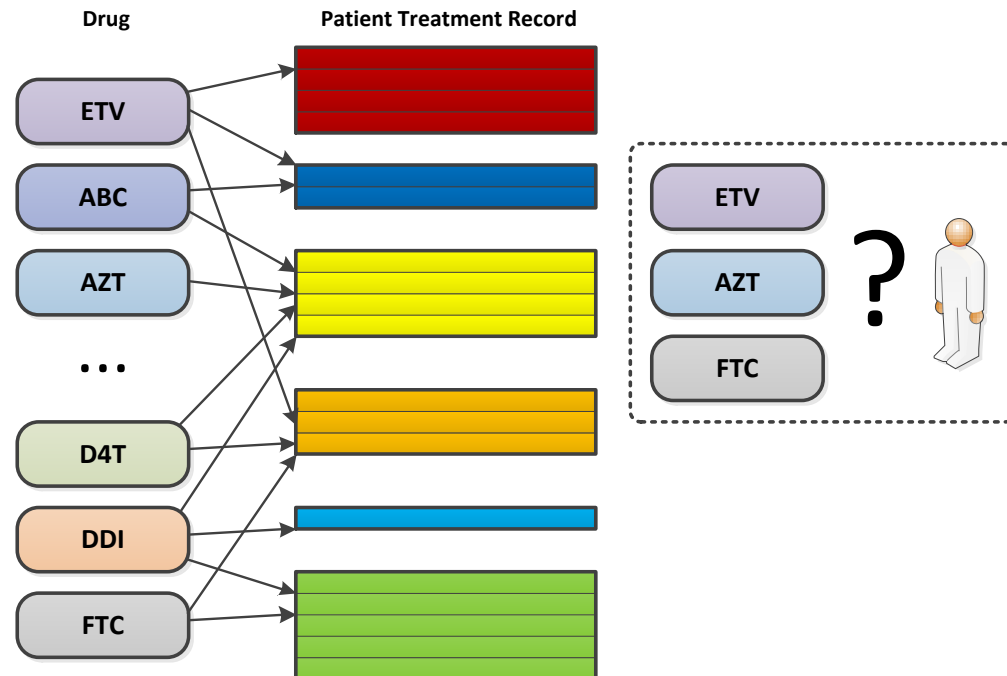 Drug
Patient Treatment Record
ETV
ABC
AZT
...
D4T
DDI
FTC
ETV
AZT
FTC
?